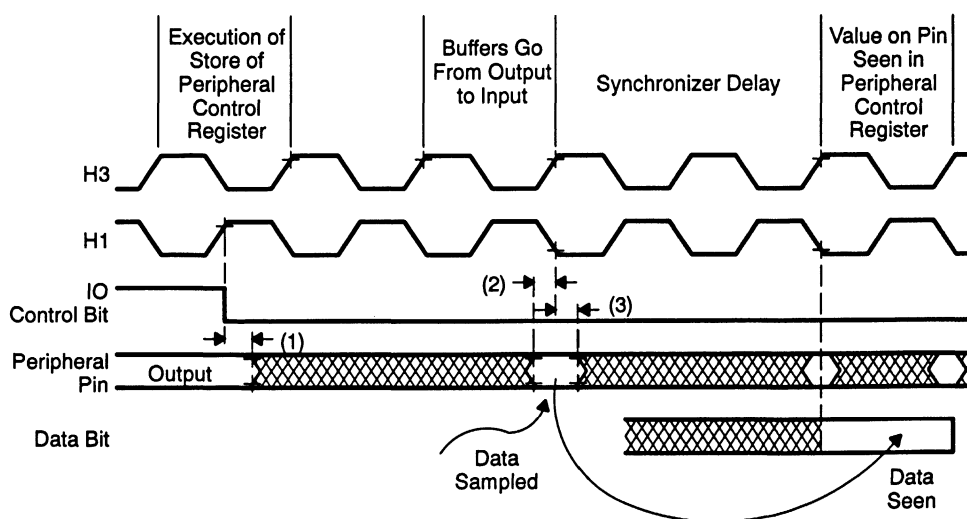 Execution of
Store of
Peripheral
Control
Register
Buffers Go
From Output
to Input
Synchronizer Delay
Value on Pin
Seen in
Peripheral
Control
Register
H3
H1
IO
Control Bit
(2)
(3)
(1)
Peripheral
Pin
Output
Data Bit
Data
Sampled
Data
Seen